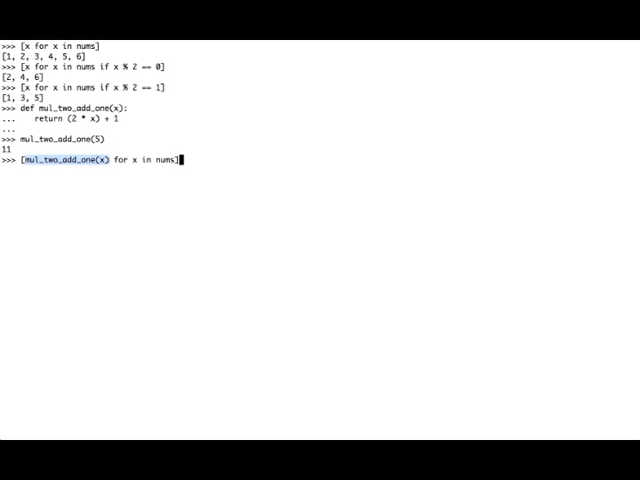 >>> [x for x in nums]
[1, 2, 3, 4, 5, 6]
>>> [x for x in nums if x % 2 == 0]
[2, 4, 6]
>>> [x for x in nums if x % 2 == 1]
[1, 3, 5]
>>> def mul_two_add_one(x):
...    return (2 * x) + 1
...
>>> mul_two_add_one(5)
11
>>> [mul_two_add_one(x) for x in nums]